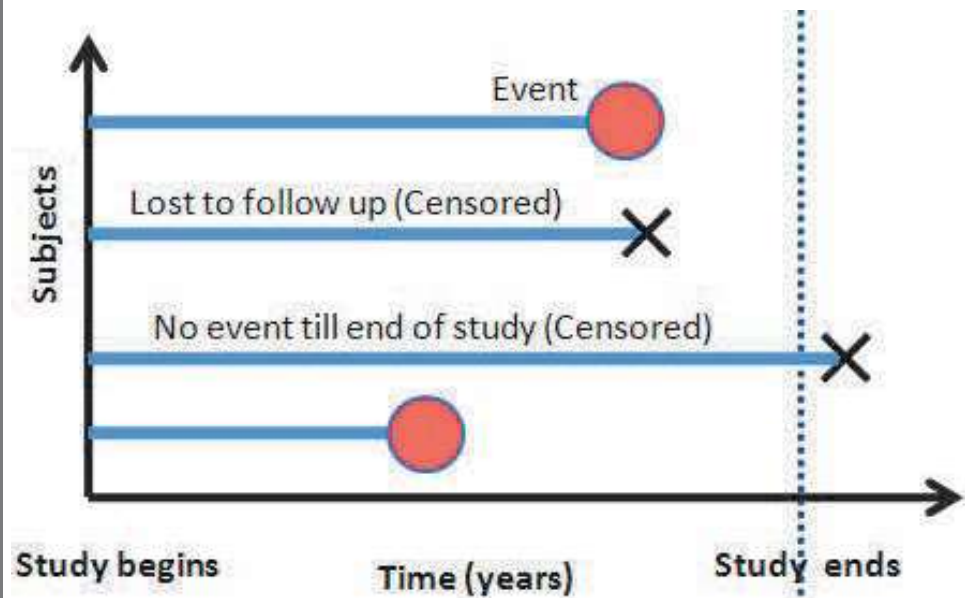 Event
Lost to follow up (Censored)
Subjects
No event till end of study (Censored)
Study begins
Time (years)
Study ends